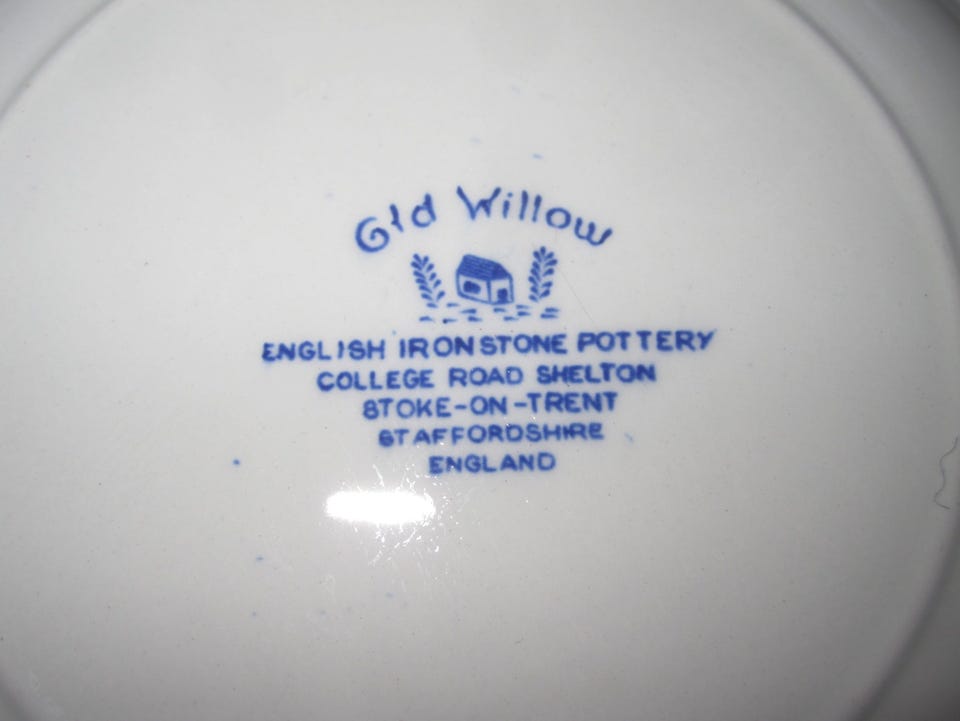 Old Willow
ENGLISH IRONSTONE POTTERY
COLLEGE ROAD SHELTON
STOKE-ON-TRENT
STAFFORDSHIRE
ENGLAND